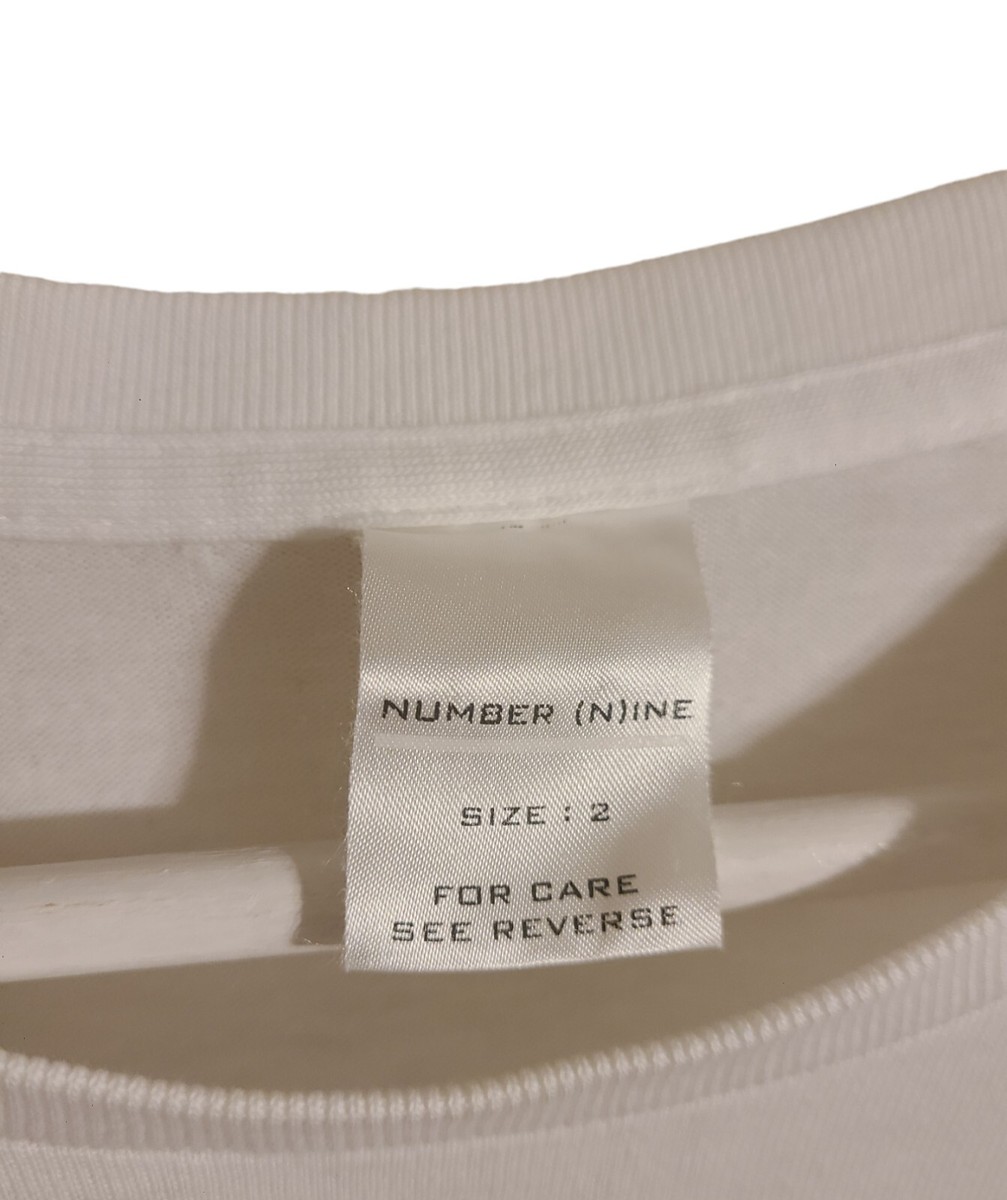 NUMBER (N)INE
SIZE : 2
FOR CARE
SEE REVERSE